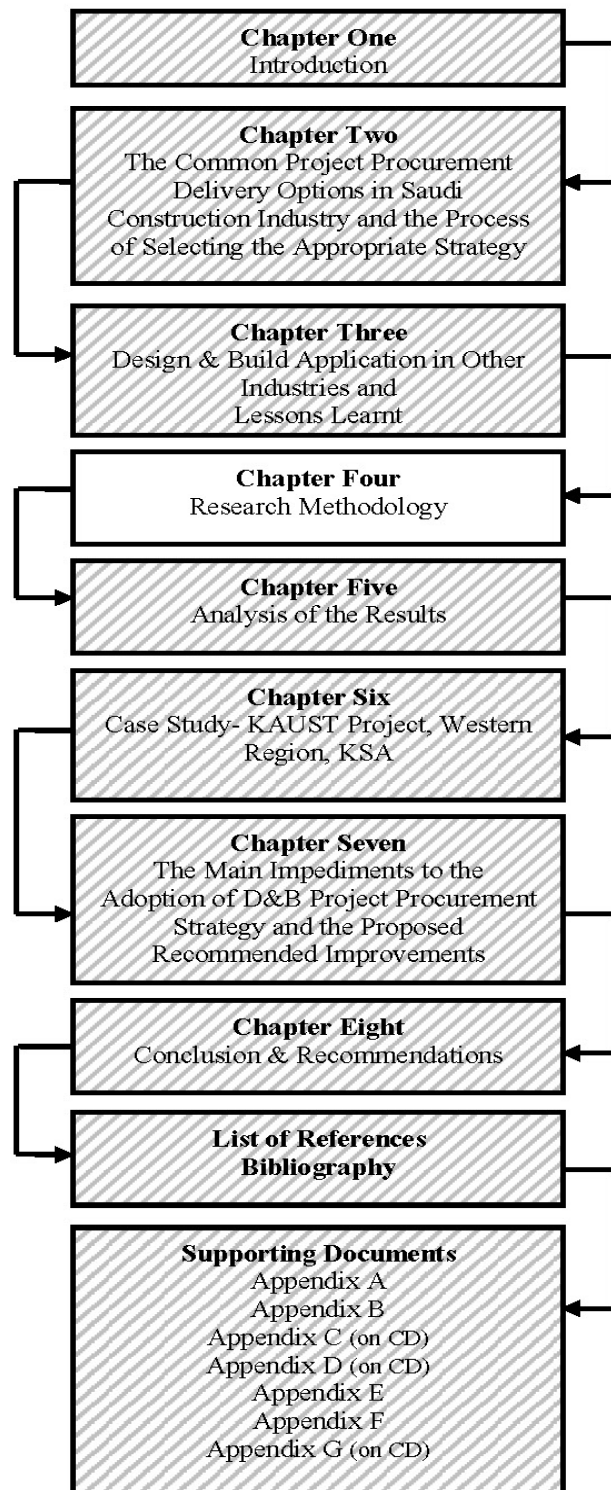 Chapter One
Introduction
Chapter Two
The Common Project Procurement
Delivery Options in Saudi
Construction Industry and the Process
of Selecting the Appropriate Strategy
Chapter Three
Design & Build Application in Other
Industries and
Lessons Learnt
Chapter Four
Research Methodology
Chapter Five
Analysis of the Results
Chapter Six
Case Study- KAUST Project, Western
Region, KSA
Chapter Seven
The Main Impediments to the
Adoption of D&B Project Procurement
Strategy and the Proposed
Recommended Improvements
Chapter Eight
Conclusion & Recommendations
List of References
Bibliography
Supporting Documents
Appendix A
Appendix B
Appendix C (on CD)
Appendix D (on CD)
Appendix E
Appendix F
Appendix G (on CD)